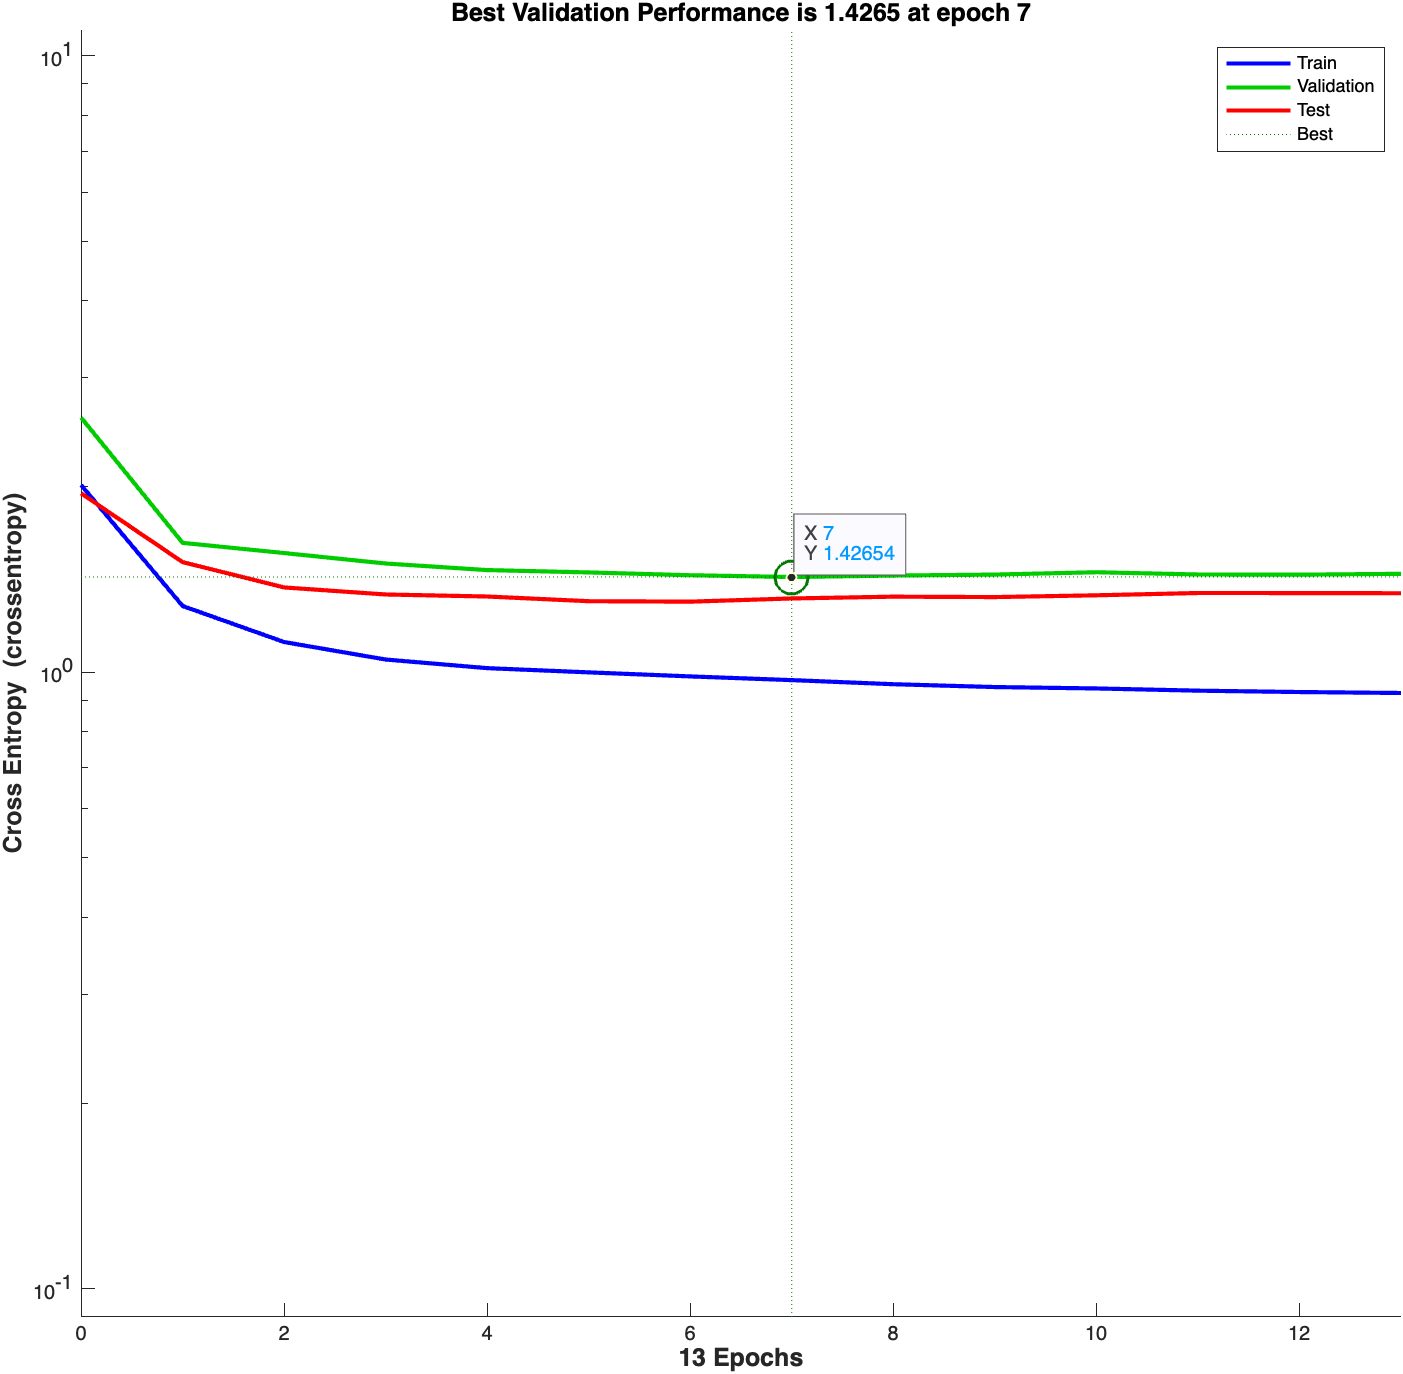 Best Validation Performance is 1.4265 at epoch 7
Train
Validation
Test
Best
10^1
10^0
10^-1
Cross Entropy (crossentropy)
X 7
Y 1.42654
0 2 4 6 8 10 12
13 Epochs